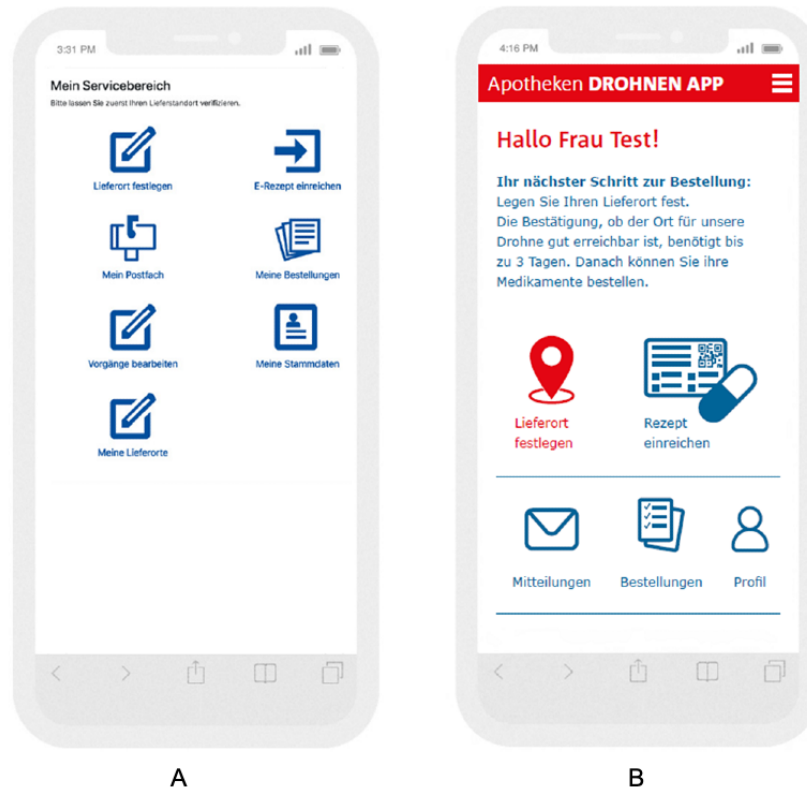 3:31 PM
Mein Servicebereich
Bitte lassen Sie zuerst Ihren Lieferstandort verifizieren.
Lieferort festlegen
E-Rezept einreichen
Mein Postfach
Meine Bestellungen
Vorgänge bearbeiten
Meine Stammdaten
Meine Lieferorte
A
4:16 PM
Apotheken DROHNEN APP
Hallo Frau Test!
Ihr nächster Schritt zur Bestellung:
Legen Sie Ihren Lieferort fest.
Die Bestätigung, ob der Ort für unsere
Drohne gut erreichbar ist, benötigt bis
zu 3 Tagen. Danach können Sie ihre
Medikamente bestellen.
Lieferort
festlegen
Rezept
einreichen
Mitteilungen
Bestellungen
Profil
B